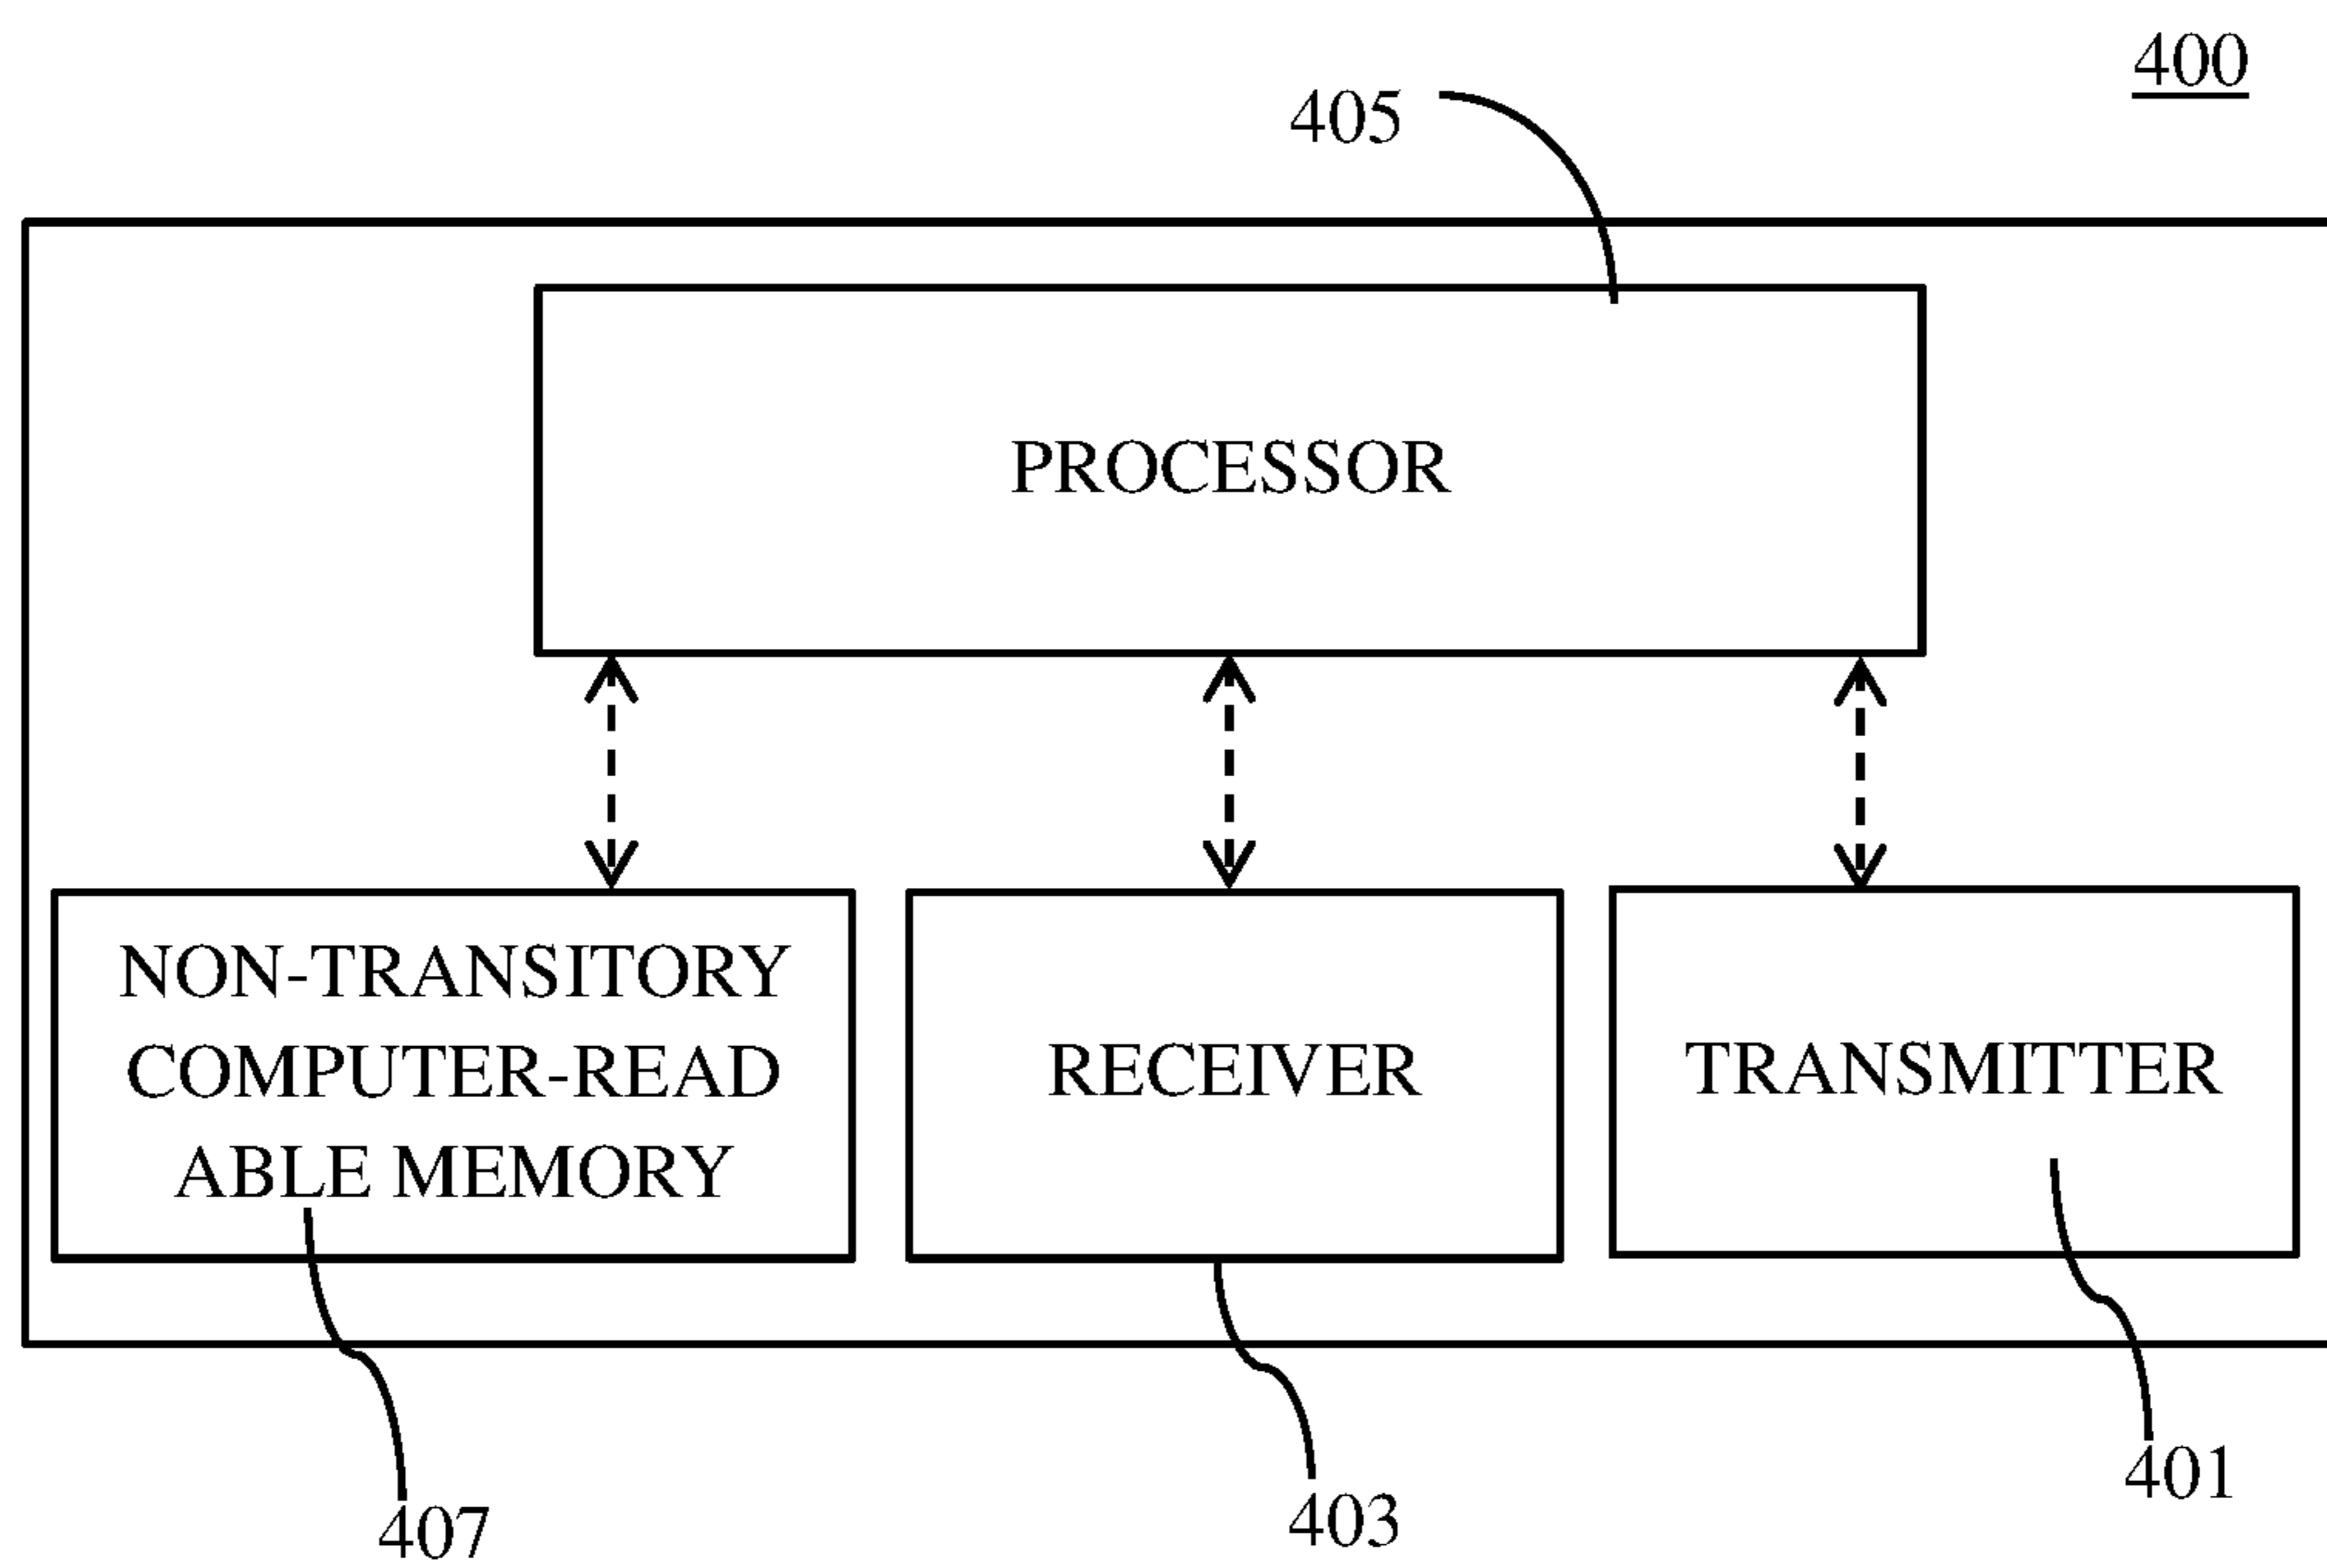 400
405
PROCESSOR
NON-TRANSITORY
COMPUTER-READ
ABLE MEMORY
RECEIVER
TRANSMITTER
401
403
407